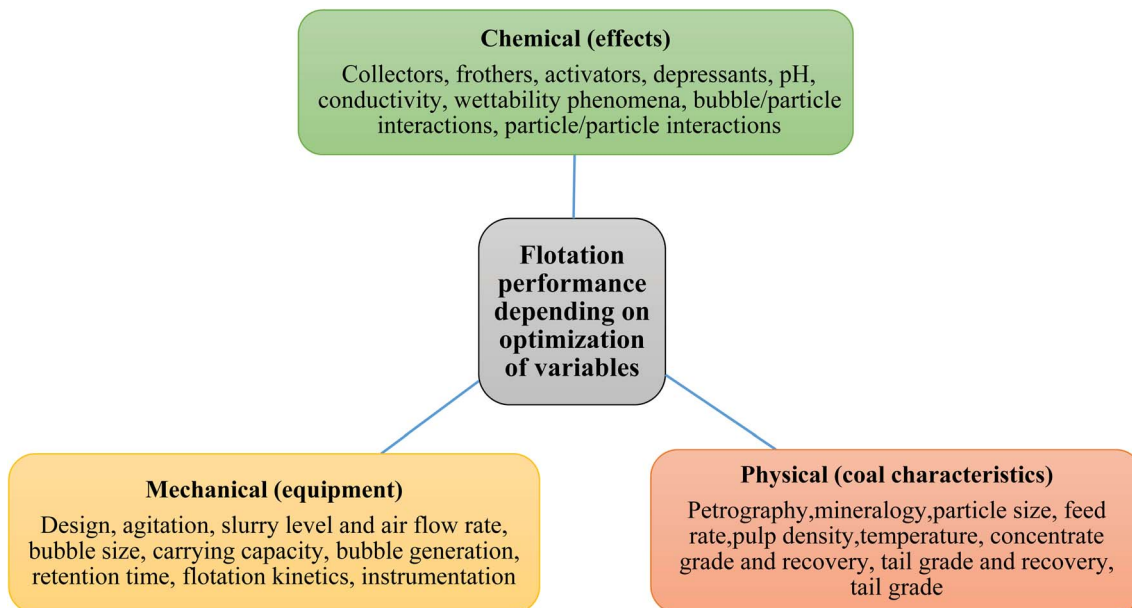 Chemical (effects)
Collectors, frothers, activators, depressants, pH,
conductivity, wettability phenomena, bubble/particle
interactions, particle/particle interactions
Flotation
performance
depending on
optimization
of variables
Mechanical (equipment)
Design, agitation, slurry level and air flow rate,
bubble size, carrying capacity, bubble generation,
retention time, flotation kinetics, instrumentation
Physical (coal characteristics)
Petrography,mineralogy,particle size, feed
rate,pulp density,temperature, concentrate
grade and recovery, tail grade and recovery,
tail grade